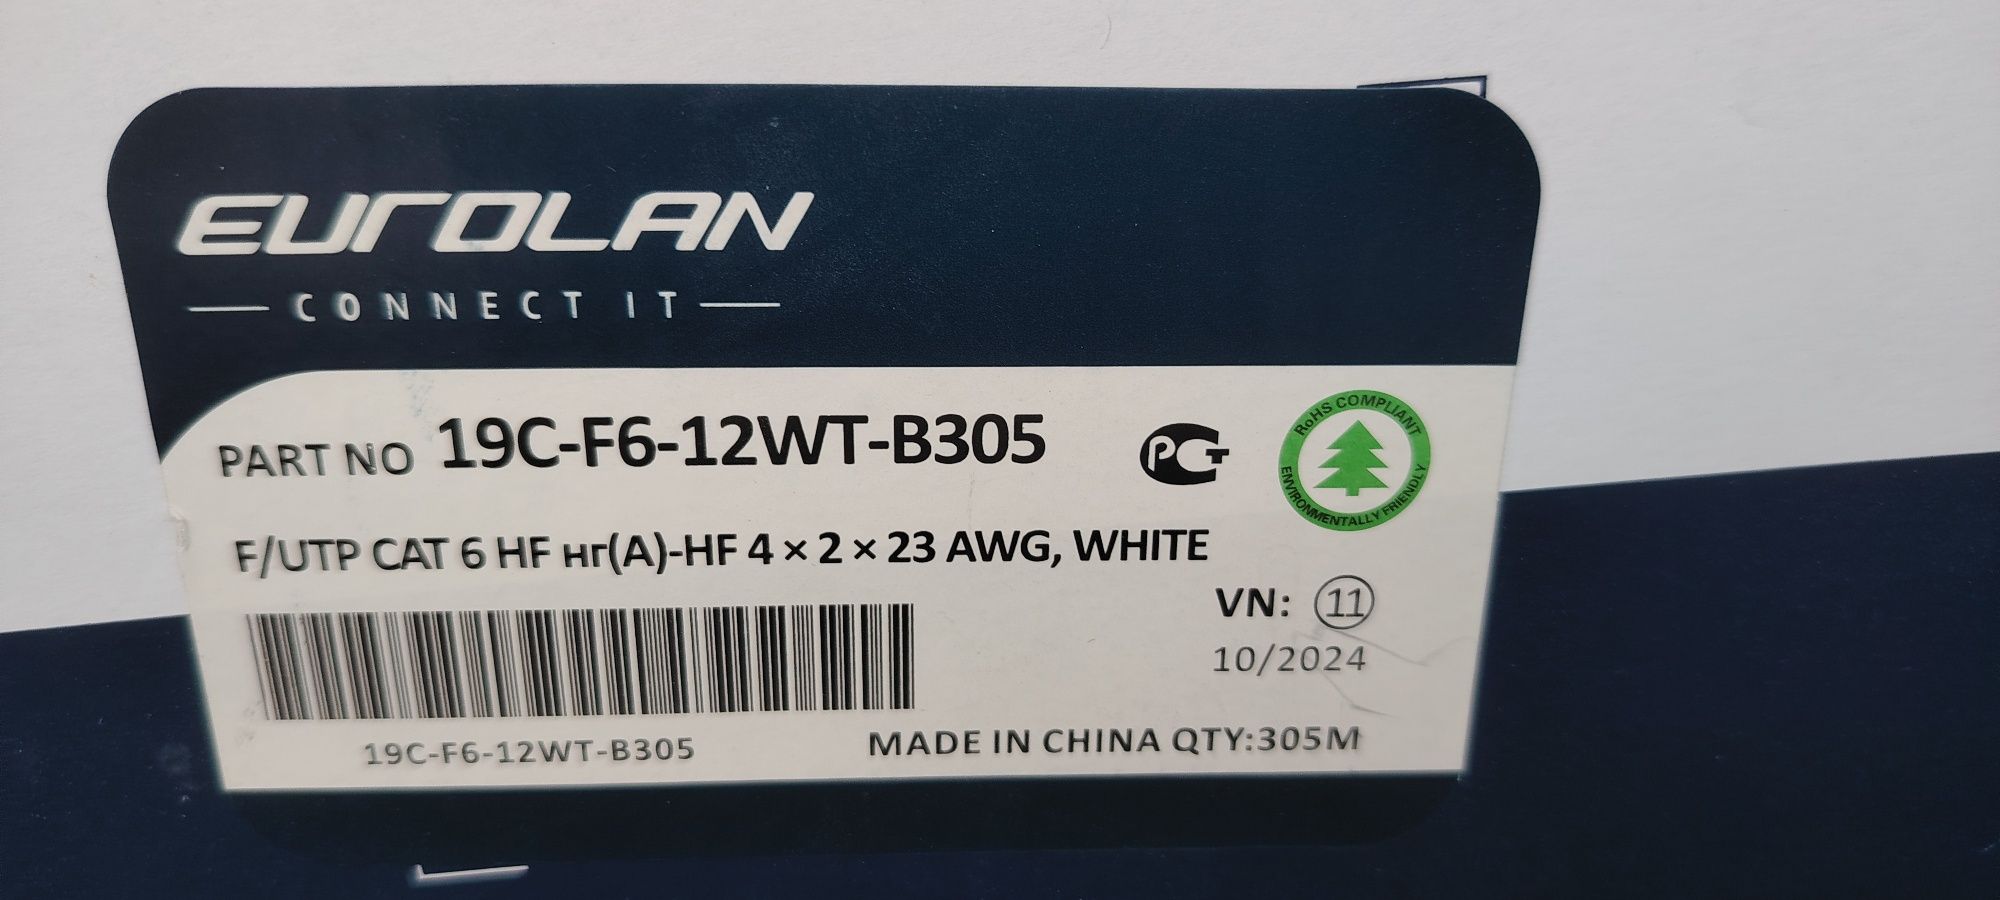 EUROLAN
CONNECT IT
PART NO 19C-F6-12WT-B305
РСТ
RoHS COMPLIANT
ENVIRONMENTALLY FRIENDLY
F/UTP CAT 6 HF нг(А)-HF 4 × 2 × 23 AWG, WHITE
VN: 11
10/2024
19C-F6-12WT-B305
MADE IN CHINA QTY:305M